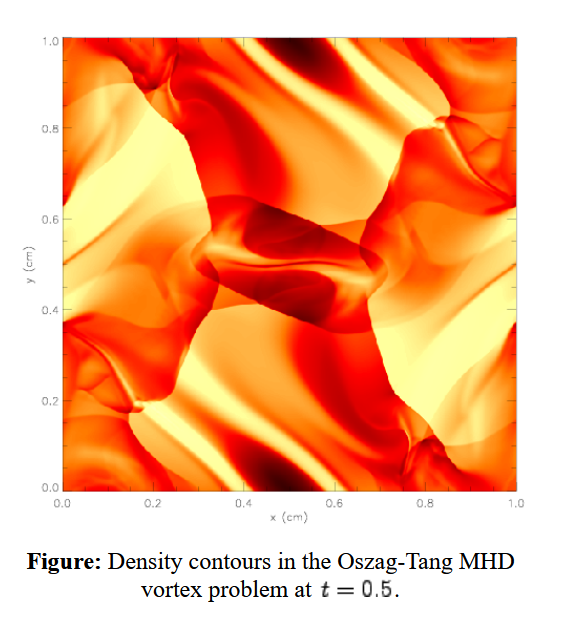 1.0
0.8
0.6
0.4
0.2
0.0
y (cm)
0.0 0.2 0.4 0.6 0.8 1.0
x (cm)
Figure: Density contours in the Oszag-Tang MHD
vortex problem at t = 0.5.